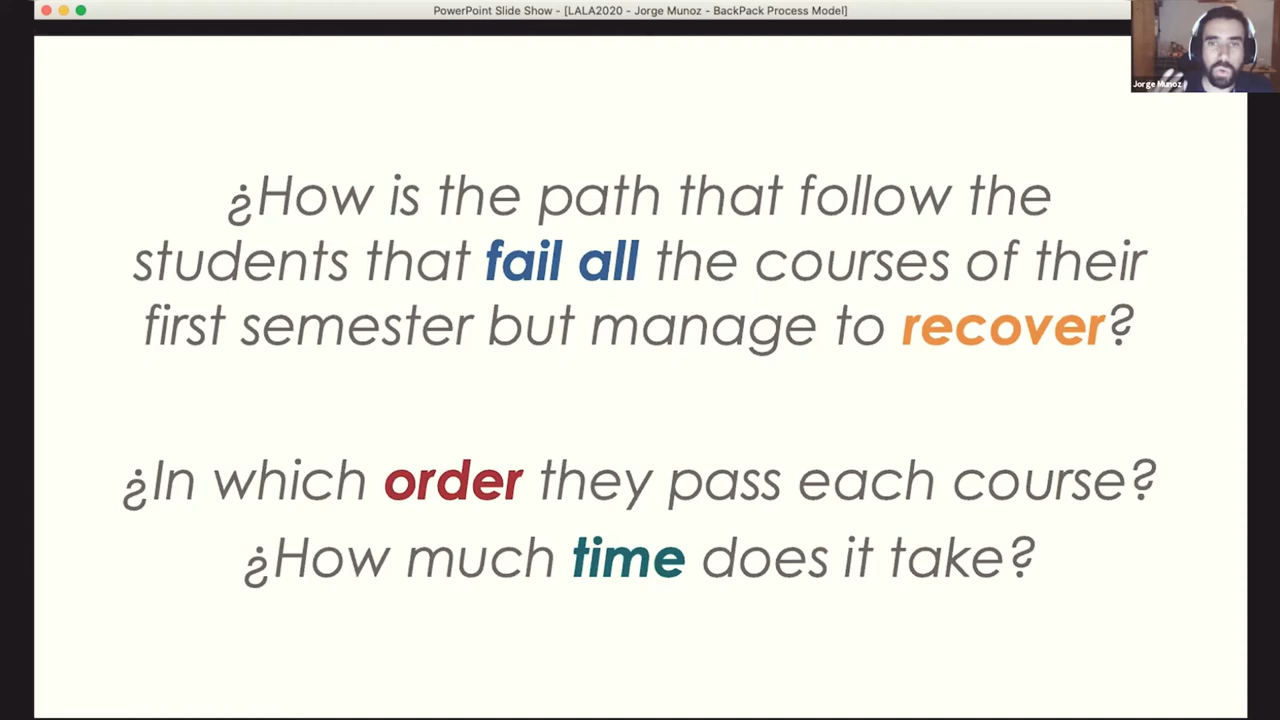 PowerPoint Slide Show - [LALA2020 - Jorge Munoz - BackPack Process Model]
Jorge Munoz
¿How is the path that follow the
students that fail all the courses of their
first semester but manage to recover?
¿In which order they pass each course?
¿How much time does it take?